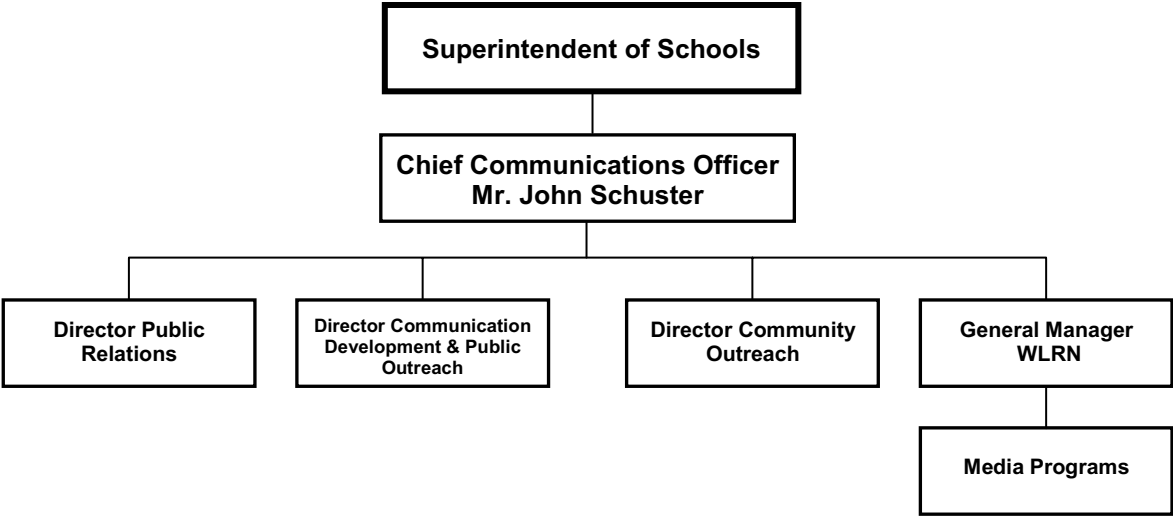 Superintendent of Schools
Chief Communications Officer
Mr. John Schuster
Director Public
Relations
Director Communication
Development & Public
Outreach
Director Community
Outreach
General Manager
WLRN
Media Programs